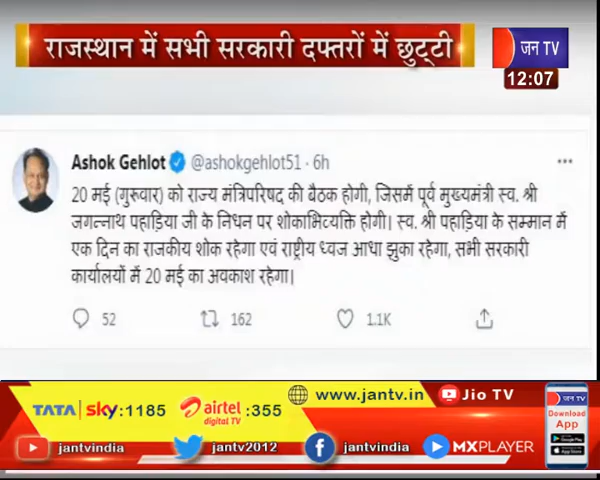 राजस्थान में सभी सरकारी दफ्तरों में छुट्टी
जन TV
12:07
Ashok Gehlot @ashokgehlot51 · 6h
20 मई (गुरुवार) को राज्य मंत्रिपरिषद की बैठक होगी, जिसमें पूर्व मुख्यमंत्री स्व. श्री
जगन्नाथ पहाड़िया जी के निधन पर शोकाभिव्यक्ति होगी। स्व. श्री पहाड़िया के सम्मान में
एक दिन का राजकीय शोक रहेगा एवं राष्ट्रीय ध्वज आधा झुका रहेगा, सभी सरकारी
कार्यालयों में 20 मई का अवकाश रहेगा।
52 162 1.1K
www.jantv.in Jio TV
TATA sky:1185 airtel digital TV :355
जन TV
Download
App
jantvindia jantv2012 jantvindia MXPLAYER